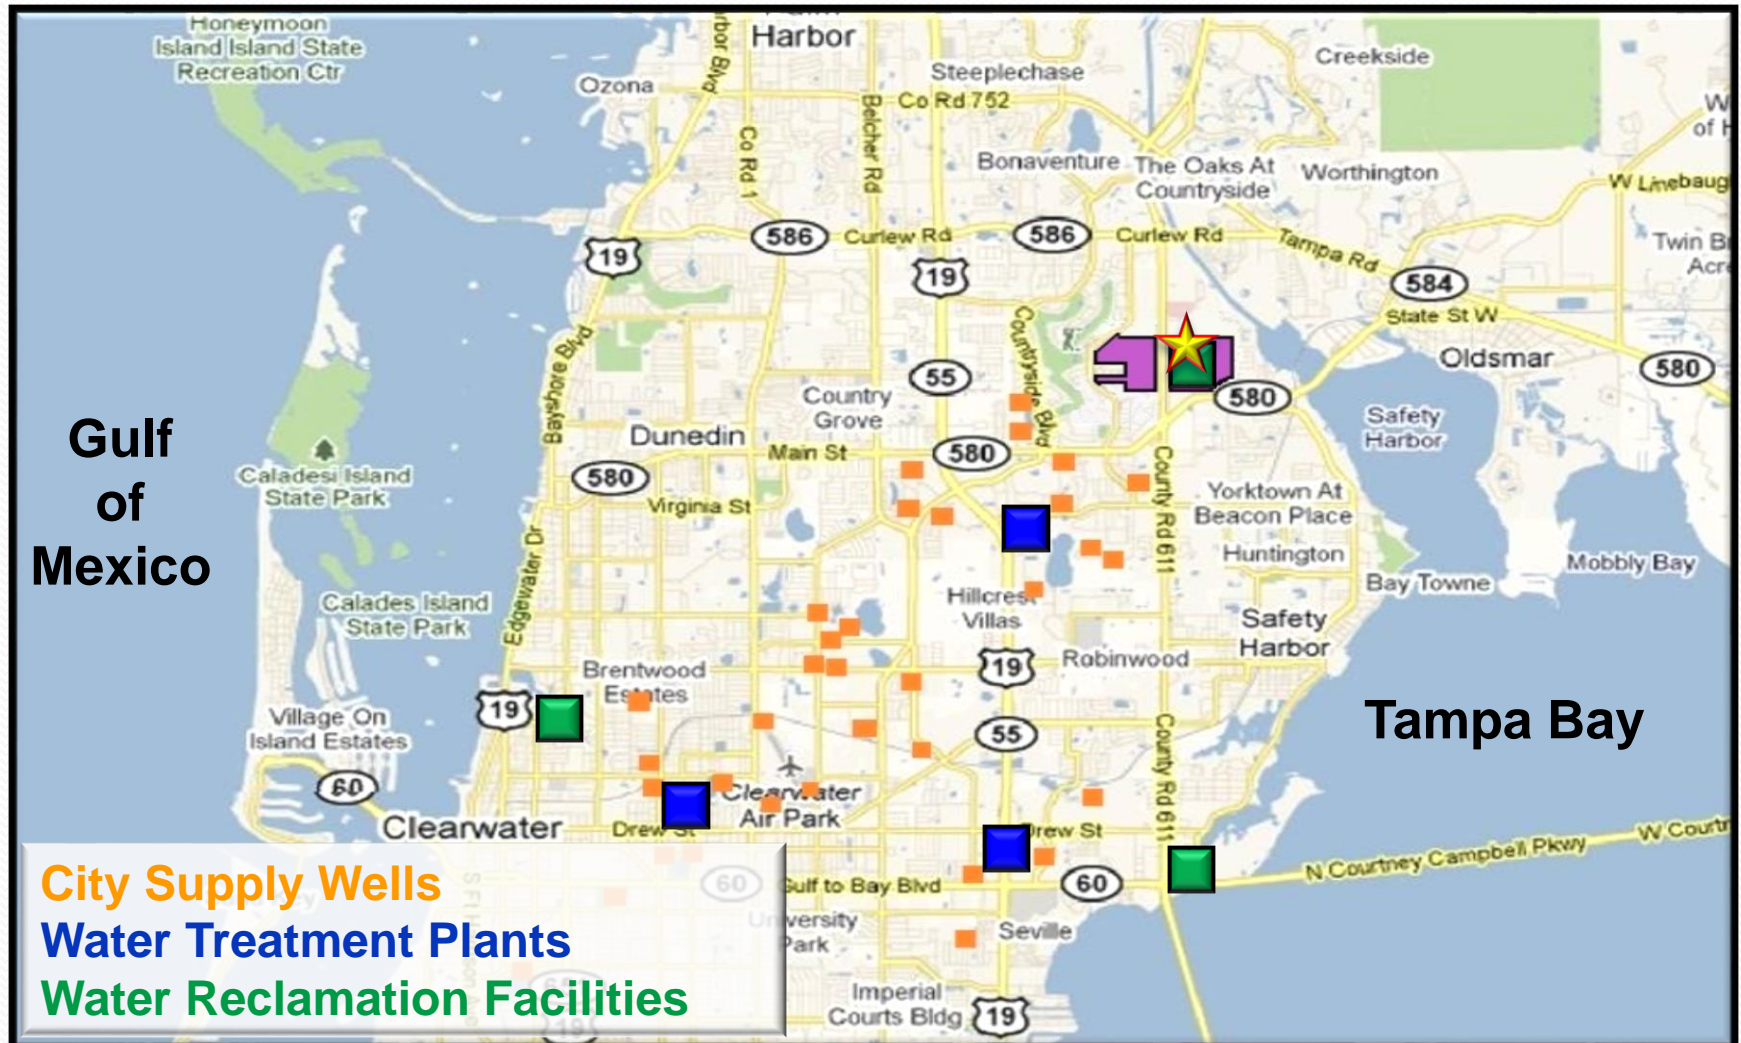 Honeymoon
Island Island State
Recreation Ctr
Harbor
Ozona
Steeplechase
Creekside
Co Rd 752
Belcher Rd
Co Rd 1
Bonaventure
The Oaks At
Countryside
Worthington
586
Curlew Rd
586
Curlew Rd
Tampa Rd
19
19
584
State St W
Oldsmar
580
Bayshore Blvd
Countryside Blvd
55
580
Country
Grove
Safety
Harbor
Gulf
of
Mexico
Dunedin
Main St
580
580
Virginia St
Caladesi Island
State Park
County Rd 611
Yorktown At
Beacon Place
Huntington
Mobbly Bay
Bay Towne
Edgewater Dr
Calades Island
State Park
Hillcrest
Villas
Safety
Harbor
19
Robinwood
Brentwood
Estates
19
Village On
Island Estates
55
County Rd 611
Tampa Bay
60
Clearwater
Air Park
Clearwater
Drew St
Drew St
W Courtn
N Courtney Campbell Pkwy
60
Gulf to Bay Blvd
60
University
Park
Seville
Imperial
Courts Bldg
19
19
City Supply Wells
Water Treatment Plants
Water Reclamation Facilities